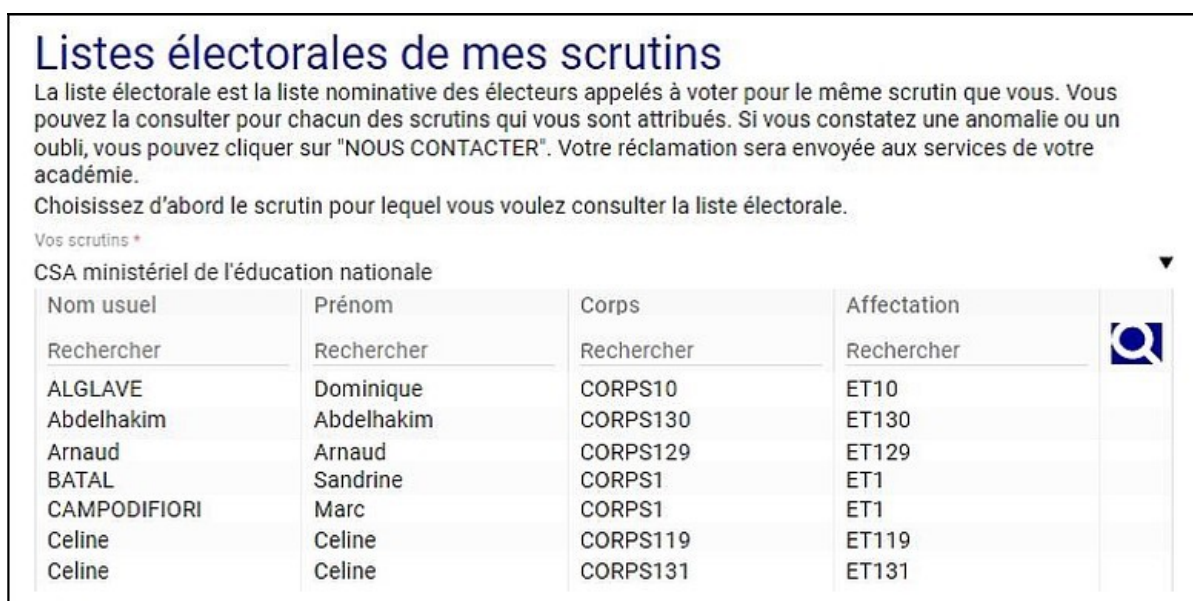 Listes électorales de mes scrutins
La liste électorale est la liste nominative des électeurs appelés à voter pour le même scrutin que vous. Vous
pouvez la consulter pour chacun des scrutins qui vous sont attribués. Si vous constatez une anomalie ou un
oubli, vous pouvez cliquer sur "NOUS CONTACTER". Votre réclamation sera envoyée aux services de votre
académie.
Choisissez d’abord le scrutin pour lequel vous voulez consulter la liste électorale.
Vos scrutins *
CSA ministériel de l'éducation nationale
Nom usuel Prénom Corps Affectation
Rechercher Rechercher Rechercher Rechercher
ALGLAVE Dominique CORPS10 ET10
Abdelhakim Abdelhakim CORPS130 ET130
Arnaud Arnaud CORPS129 ET129
BATAL Sandrine CORPS1 ET1
CAMPODIFIORI Marc CORPS1 ET1
Celine Celine CORPS119 ET119
Celine Celine CORPS131 ET131